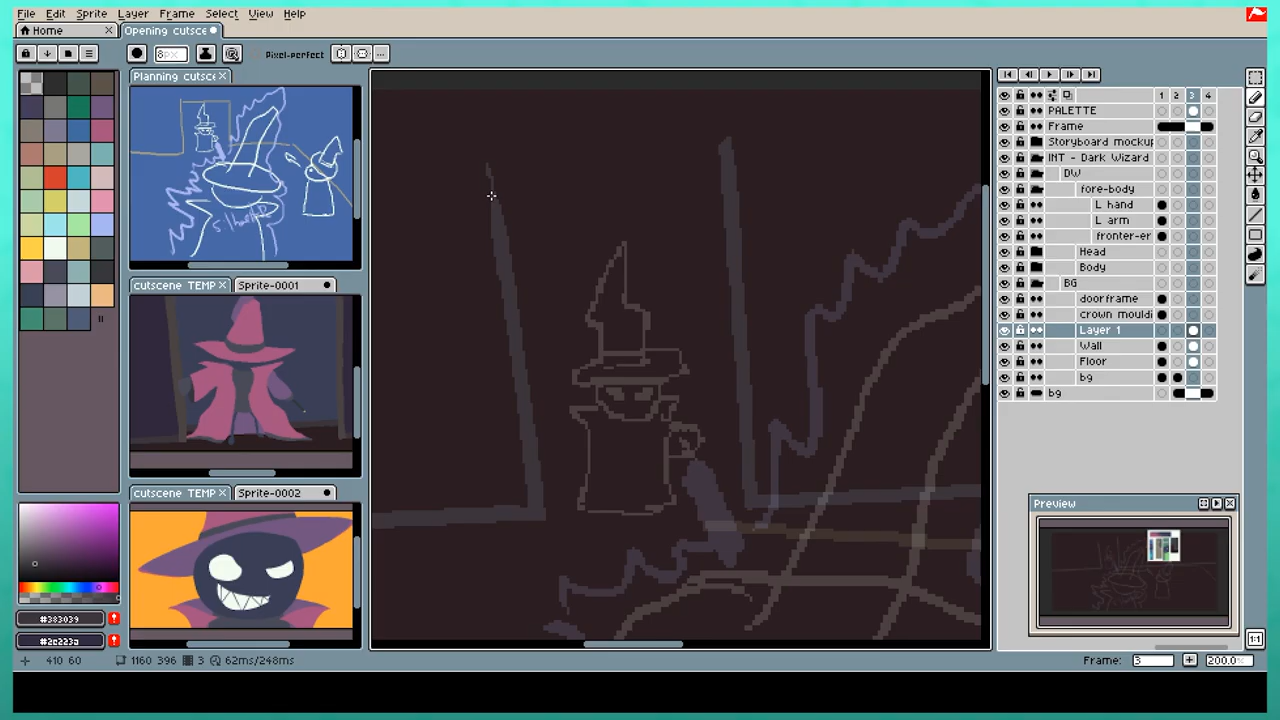 File Edit Sprite Layer Frame Select View Help
Home Opening cutsce
8px Pixel-perfect
Planning cutsce
cutscene TEMP Sprite-0001
cutscene TEMP Sprite-0002
#383039
#2c223a
1 2 3 4
PALETTE
Frame
Storyboard mockup
INT - Dark Wizard
DW
fore-body
L hand
L arm
fronter-er
Head
Body
BG
doorframe
crown mouldi
Layer 1
Wall
Floor
bg
bg
Preview
1:1
410 60 1160 396 3 62ms/248ms Frame: 3 200.0